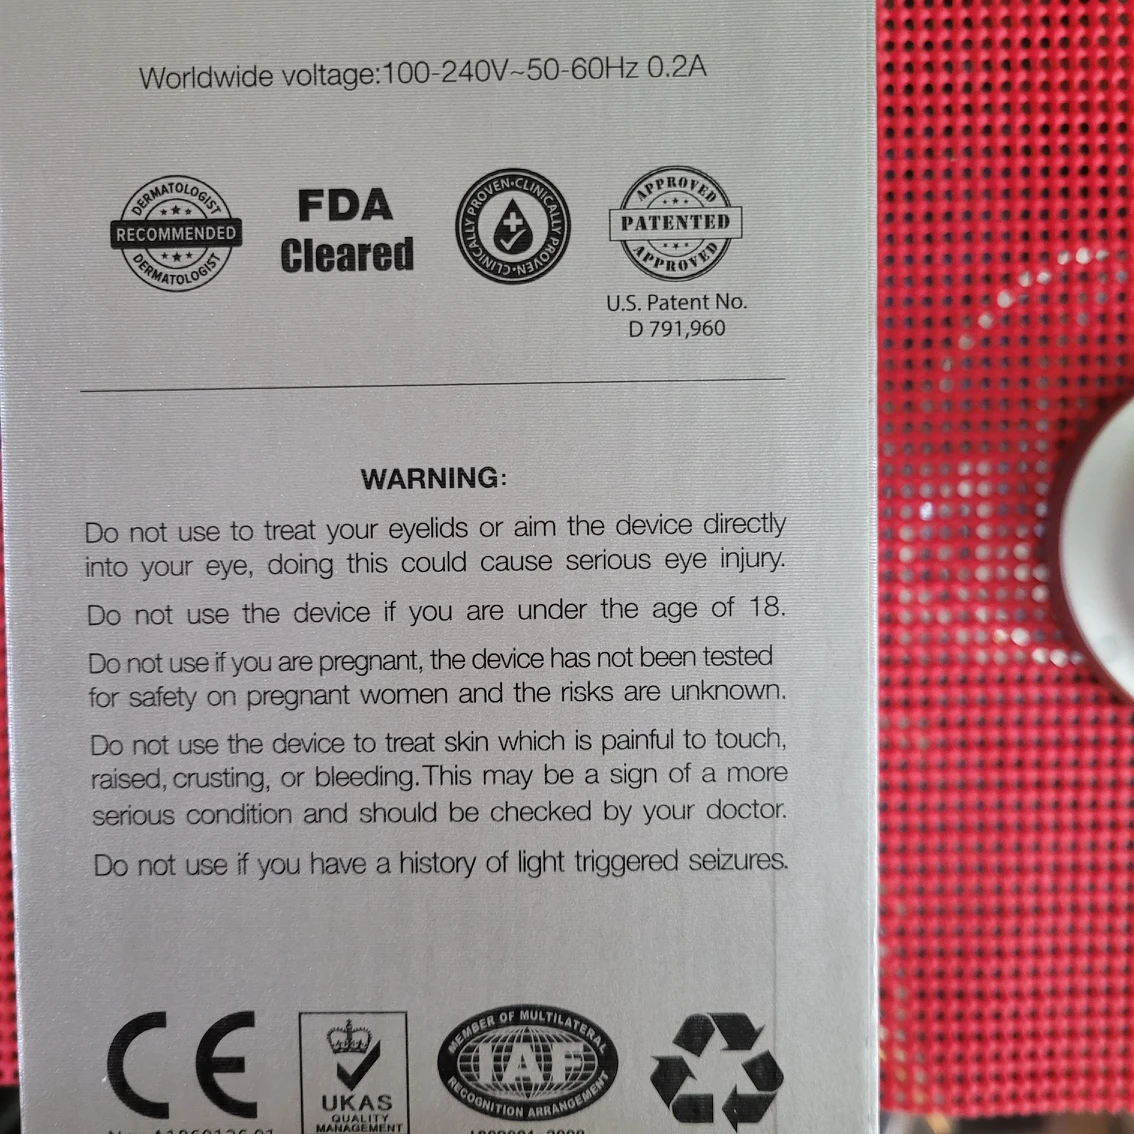 Worldwide voltage:100-240V~50-60Hz 0.2A
DERMATOLOGIST
RECOMMENDED
DERMATOLOGIST
FDA
Cleared
CLINICALLY PROVEN•CLINICALLY PROVEN•
APPROVED
PATENTED
APPROVED
U.S. Patent No.
D 791,960
WARNING:
Do not use to treat your eyelids or aim the device directly
into your eye, doing this could cause serious eye injury.
Do not use the device if you are under the age of 18.
Do not use if you are pregnant, the device has not been tested
for safety on pregnant women and the risks are unknown.
Do not use the device to treat skin which is painful to touch,
raised, crusting, or bleeding. This may be a sign of a more
serious condition and should be checked by your doctor.
Do not use if you have a history of light triggered seizures.
CE
UKAS
QUALITY
MANAGEMENT
MEMBER OF MULTILATERAL
IAF
RECOGNITION ARRANGEMENT